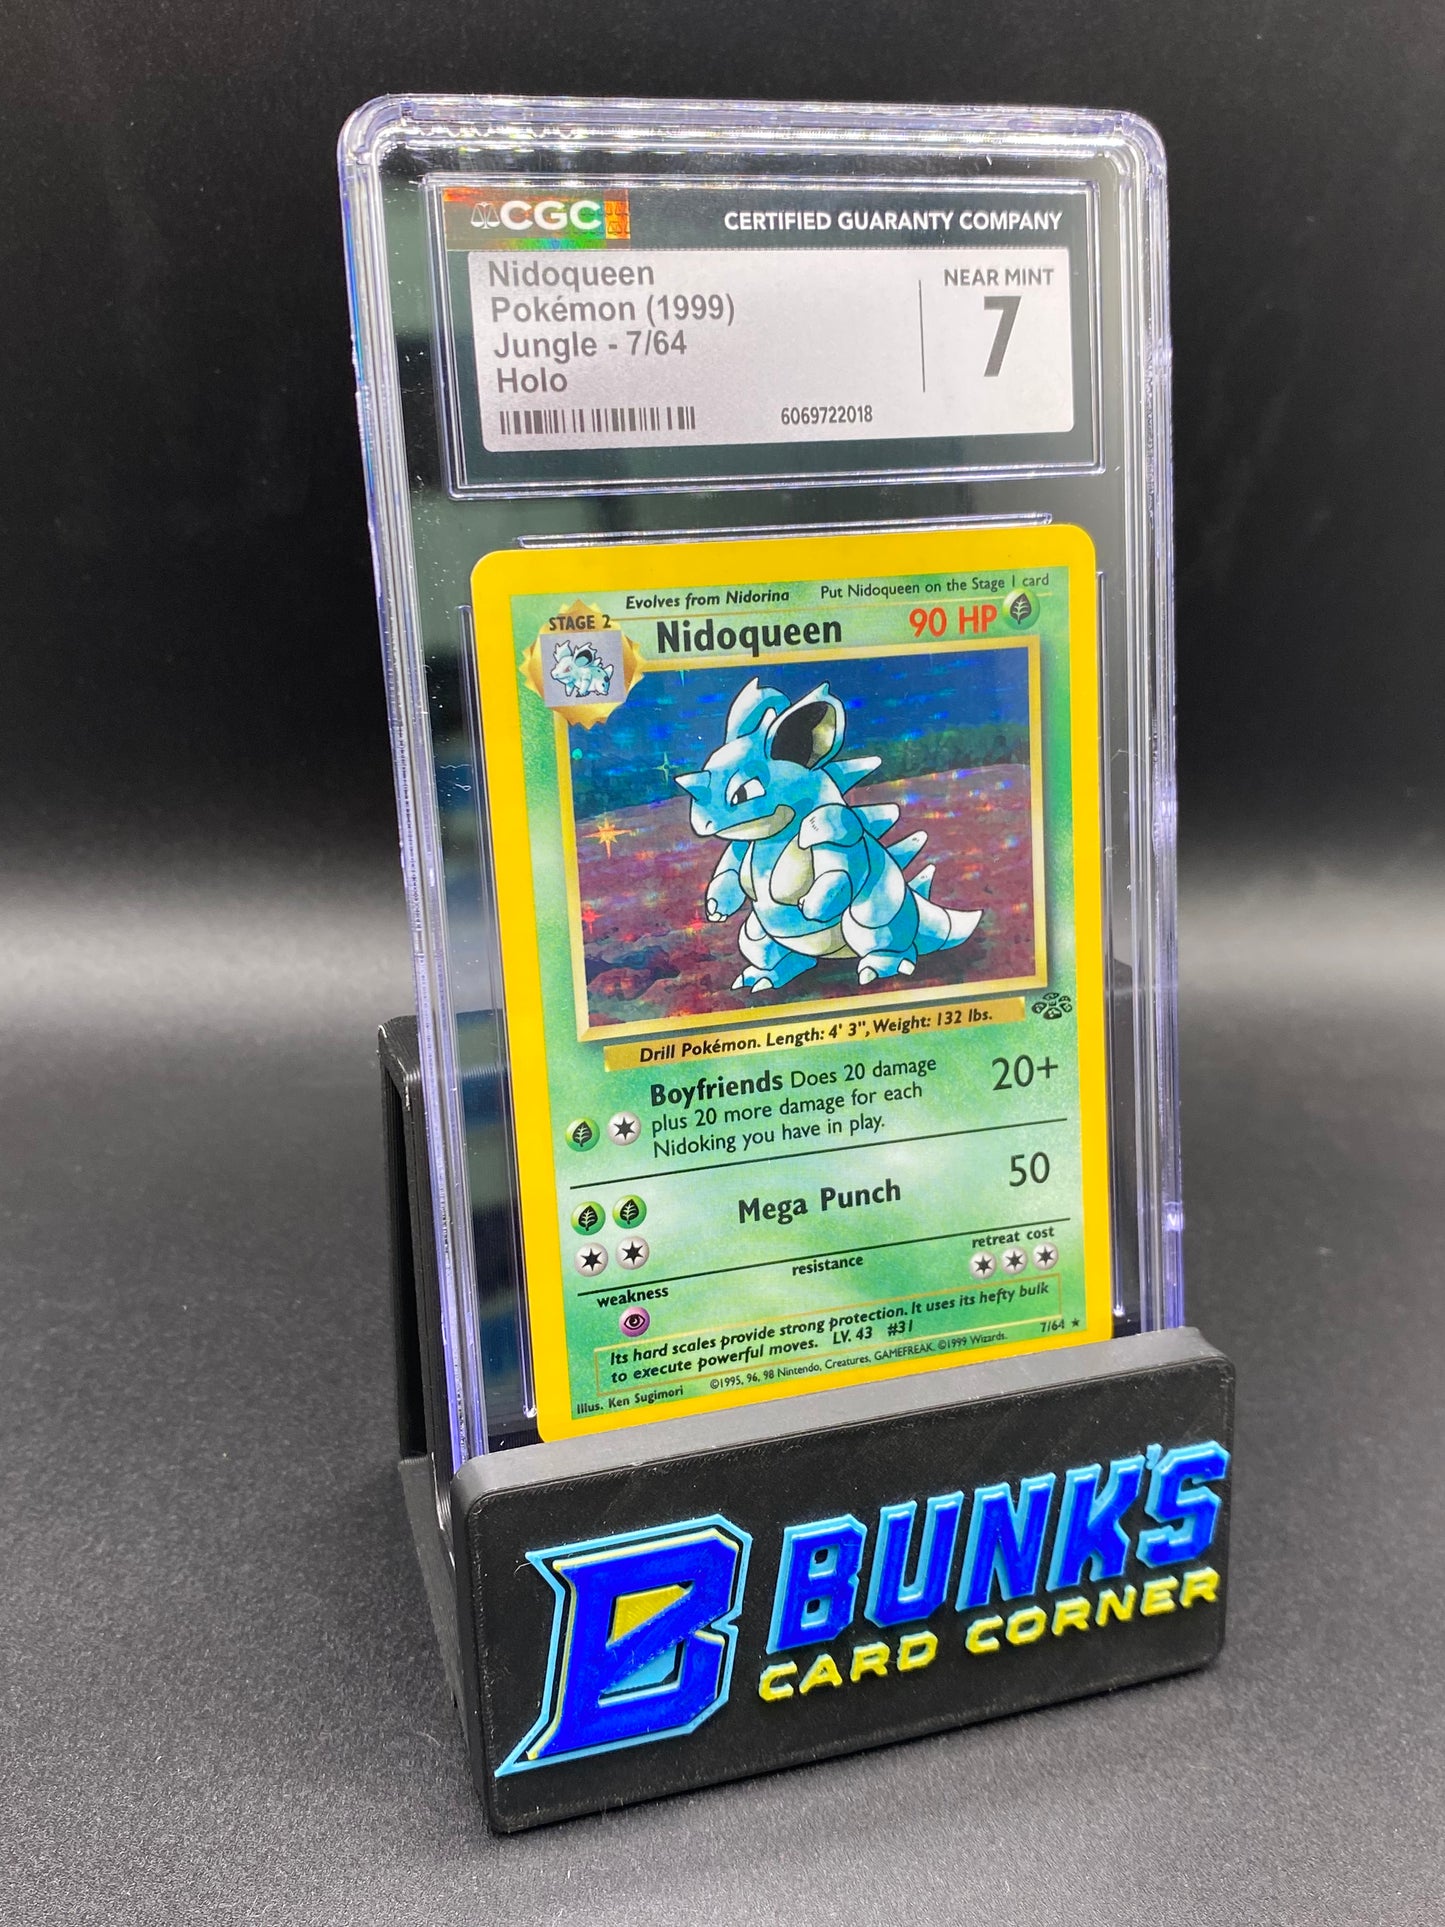 CGC
CERTIFIED GUARANTY COMPANY
Nidoqueen
Pokémon (1999)
Jungle - 7/64
Holo
NEAR MINT
7
6069722018
Evolves from Nidorina
Put Nidoqueen on the Stage 1 card
STAGE 2
Nidoqueen
90 HP
Drill Pokémon. Length: 4' 3", Weight: 132 lbs.
Boyfriends Does 20 damage
plus 20 more damage for each
Nidoking you have in play.
20+
Mega Punch
50
weakness
resistance
retreat cost
Its hard scales provide strong protection. It uses its hefty bulk
to execute powerful moves. LV. 43 #31
7/64 ★
Illus. Ken Sugimori
©1995, 96, 98 Nintendo, Creatures, GAMEFREAK. ©1999 Wizards.
B
BUNK'S
CARD CORNER